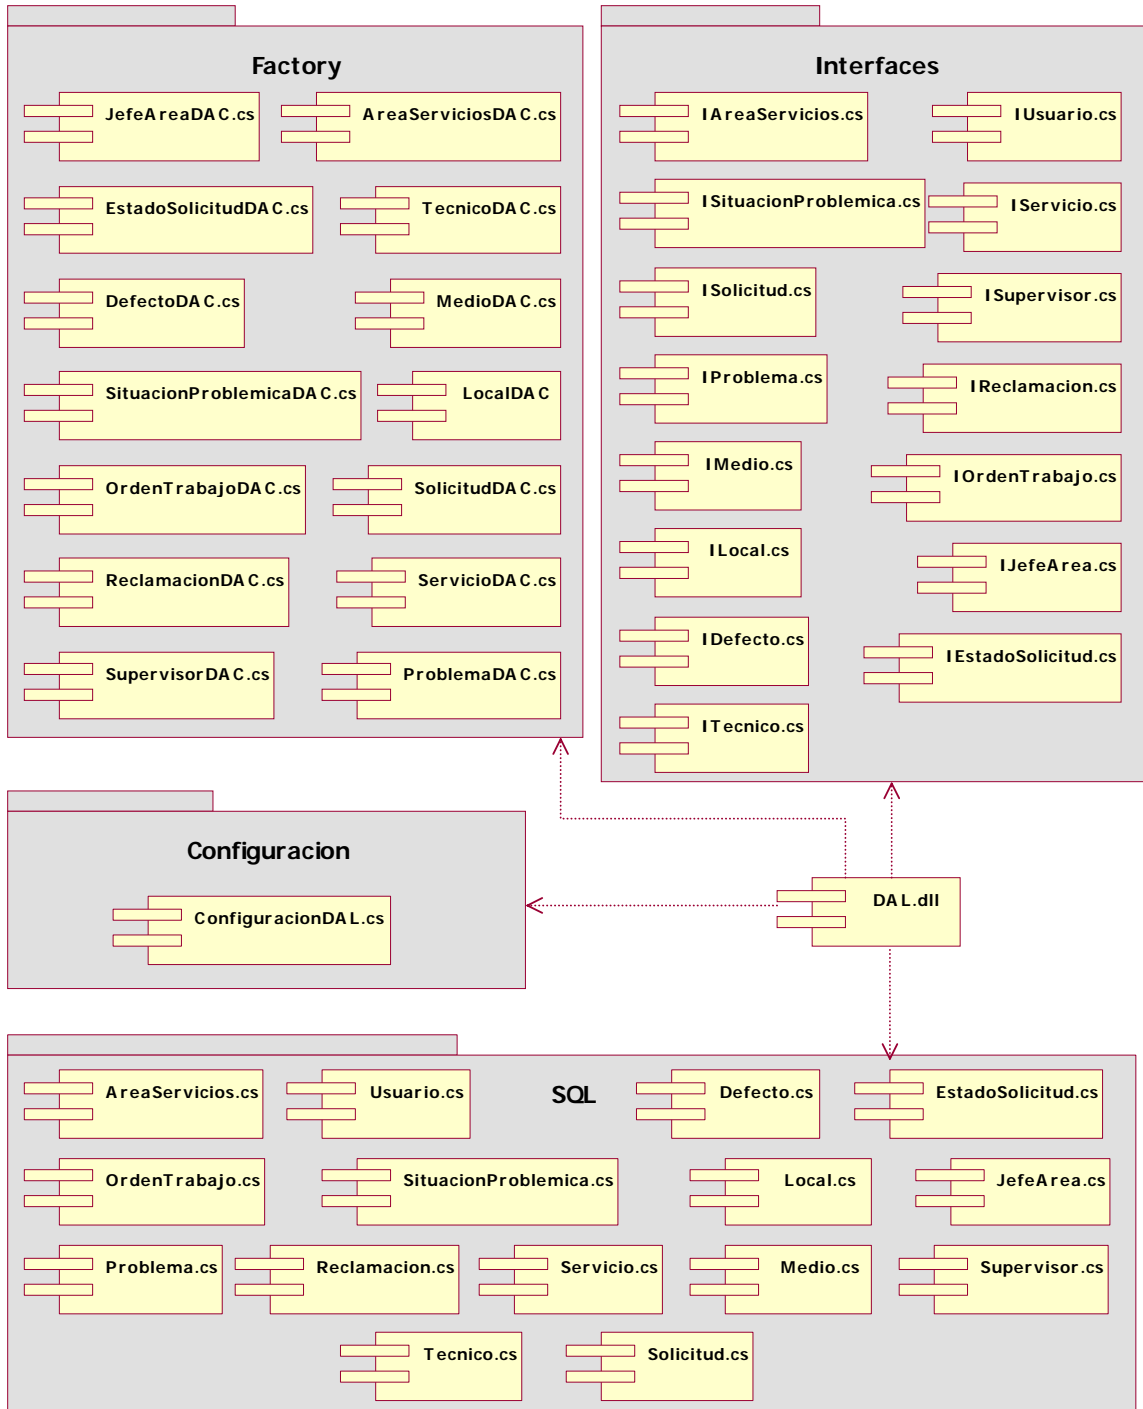 Factory
JefeAreaDAC.cs
AreaServiciosDAC.cs
EstadoSolicitudDAC.cs
TecnicoDAC.cs
DefectoDAC.cs
MedioDAC.cs
SituacionProblemicaDAC.cs
LocalDAC
OrdenTrabajoDAC.cs
SolicitudDAC.cs
ReclamacionDAC.cs
ServicioDAC.cs
SupervisorDAC.cs
ProblemaDAC.cs
Interfaces
IAreaServicios.cs
IUsuario.cs
ISituacionProblemica.cs
IServicio.cs
ISolicitud.cs
ISupervisor.cs
IProblema.cs
IReclamacion.cs
IMedio.cs
IOrdenTrabajo.cs
ILocal.cs
IJefeArea.cs
IDefecto.cs
IEstadoSolicitud.cs
ITecnico.cs
Configuracion
ConfiguracionDAL.cs
DAL.dll
SQL
AreaServicios.cs
Usuario.cs
Defecto.cs
EstadoSolicitud.cs
OrdenTrabajo.cs
SituacionProblemica.cs
Local.cs
JefeArea.cs
Problema.cs
Reclamacion.cs
Servicio.cs
Medio.cs
Supervisor.cs
Tecnico.cs
Solicitud.cs